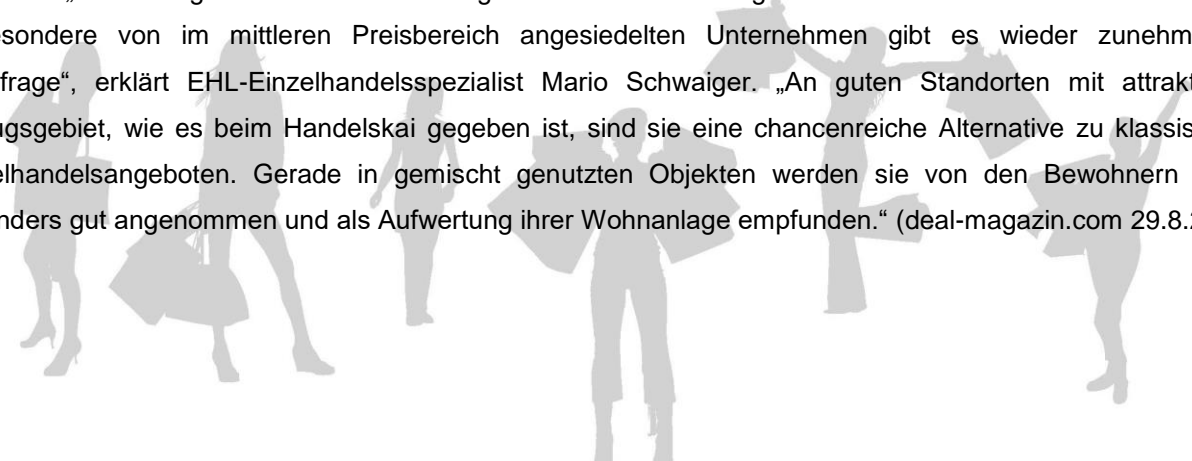 esondere von im mittleren Preisbereich angesiedelten Unternehmen gibt es wieder zunehm
frage“, erklärt EHL-Einzelhandelsspezialist Mario Schwaiger. „An guten Standorten mit attrakt
ugsgebiet, wie es beim Handelskai gegeben ist, sind sie eine chancenreiche Alternative zu klassis
elhandelsangeboten. Gerade in gemischt genutzten Objekten werden sie von den Bewohnern
nders gut angenommen und als Aufwertung ihrer Wohnanlage empfunden.“ (deal-magazin.com 29.8.2